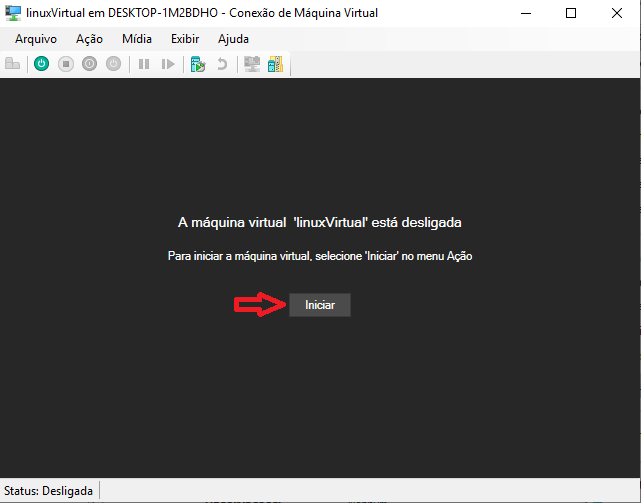 linuxVirtual em DESKTOP-1M2BDHO - Conexão de Máquina Virtual
Arquivo Ação Mídia Exibir Ajuda
A máquina virtual 'linuxVirtual' está desligada
Para iniciar a máquina virtual, selecione 'Iniciar' no menu Ação
Iniciar
Status: Desligada